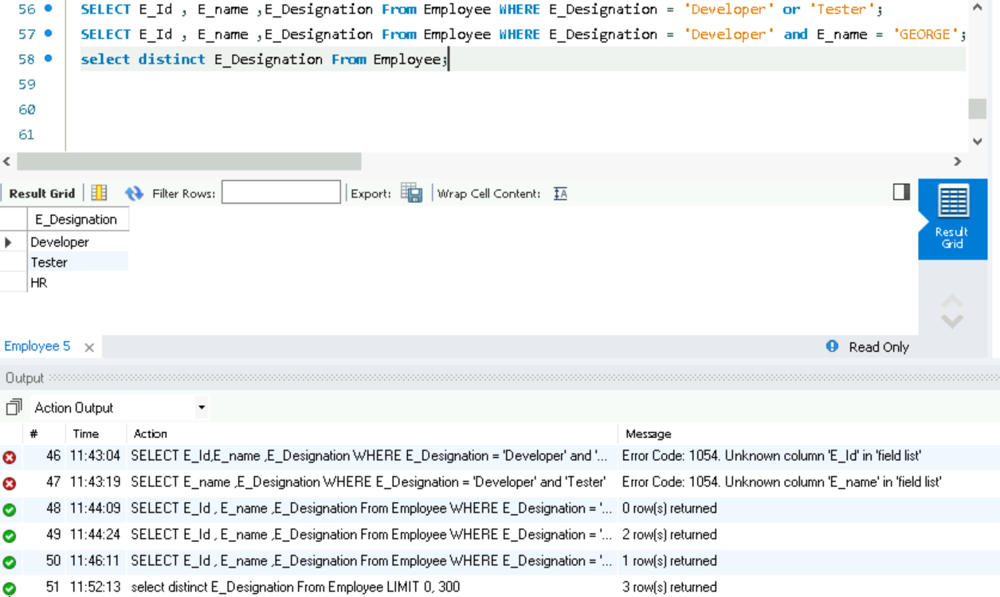 56 SELECT E_Id , E_name ,E_Designation From Employee WHERE E_Designation = 'Developer' or 'Tester';
57 SELECT E_Id , E_name ,E_Designation From Employee WHERE E_Designation = 'Developer' and E_name = 'GEORGE';
58 select distinct E_Designation From Employee;
59
60
61
Result Grid Filter Rows: Export: Wrap Cell Content: IA
E_Designation
Developer
Tester
HR
Result
Grid
Employee 5 Read Only
Output
Action Output
# Time Action Message
46 11:43:04 SELECT E_Id,E_name ,E_Designation WHERE E_Designation = 'Developer' and '... Error Code: 1054. Unknown column 'E_Id' in 'field list'
47 11:43:19 SELECT E_name ,E_Designation WHERE E_Designation = 'Developer' and 'Tester' Error Code: 1054. Unknown column 'E_name' in 'field list'
48 11:44:09 SELECT E_Id , E_name ,E_Designation From Employee WHERE E_Designation = '... 0 row(s) returned
49 11:44:24 SELECT E_Id , E_name ,E_Designation From Employee WHERE E_Designation = '... 2 row(s) returned
50 11:46:11 SELECT E_Id , E_name ,E_Designation From Employee WHERE E_Designation = '... 1 row(s) returned
51 11:52:13 select distinct E_Designation From Employee LIMIT 0, 300 3 row(s) returned